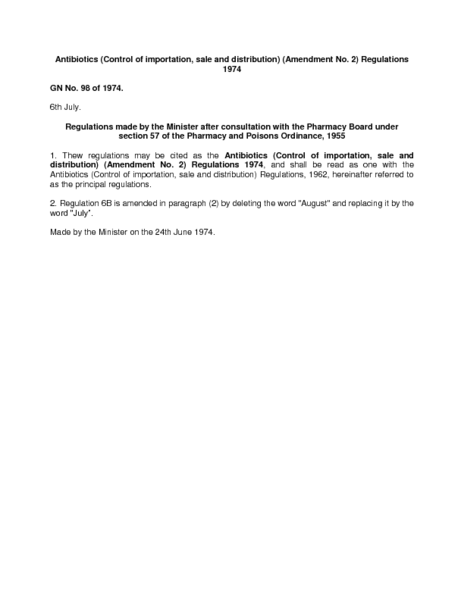 Antibiotics (Control of importation, sale and distribution) (Amendment No. 2) Regulations
1974
GN No. 98 of 1974.
6th July.
Regulations made by the Minister after consultation with the Pharmacy Board under
section 57 of the Pharmacy and Poisons Ordinance, 1955
1. Thew regulations may be cited as the Antibiotics (Control of importation, sale and
distribution) (Amendment No. 2) Regulations 1974, and shall be read as one with the
Antibiotics (Control of importation, sale and distribution) Regulations, 1962, hereinafter referred to
as the principal regulations.
2. Regulation 6B is amended in paragraph (2) by deleting the word "August" and replacing it by the
word "July".
Made by the Minister on the 24th June 1974.